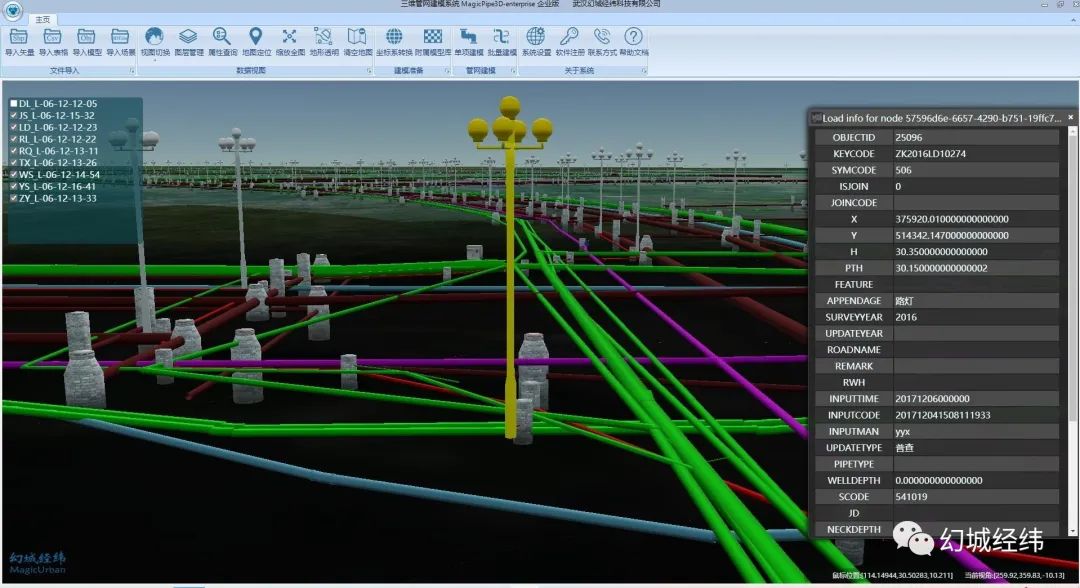 三维管网建模系统 MagicPipe3D-enterprise 企业版 武汉幻城经纬科技有限公司
主页
Shp Csv Obj
导入矢量 导入表格 导入模型 导入场景 视图切换 图层管理 属性查询 地图定位 缩放全图 地形透明 清空地图 坐标系转换 附属模型库 单项建模 批量建模 系统设置 软件注册 联系方式 帮助文档
文件导入 数据视图 建模准备 管网建模 关于系统
DL_L-06-12-12-05
JS_L-06-12-15-32
LD_L-06-12-12-23
RL_L-06-12-12-22
RQ_L-06-12-13-11
TX_L-06-12-13-26
WS_L-06-12-14-54
YS_L-06-12-16-41
ZY_L-06-12-13-33
Load info for node 57596d6e-6657-4290-b751-19ffc7...
OBJECTID 25096
KEYCODE ZK2016LD10274
SYMCODE 506
ISJOIN 0
JOINCODE
X 375920.010000000000000
Y 514342.147000000000000
H 30.350000000000000
PTH 30.150000000000002
FEATURE
APPENDAGE 路灯
SURVEYYEAR 2016
UPDATEYEAR
ROADNAME
REMARK
RWH
INPUTTIME 20171206000000
INPUTCODE 201712041508111933
INPUTMAN yyx
UPDATETYPE 普查
PIPETYPE
WELLDEPTH 0.000000000000000
SCODE 541019
JD
NECKDEPTH
幻城经纬
幻城经纬
MagicUrban
鼠标位置:[114.14944,30.50283,10.211] 当前视角:[259.92,359.83,-10.13]